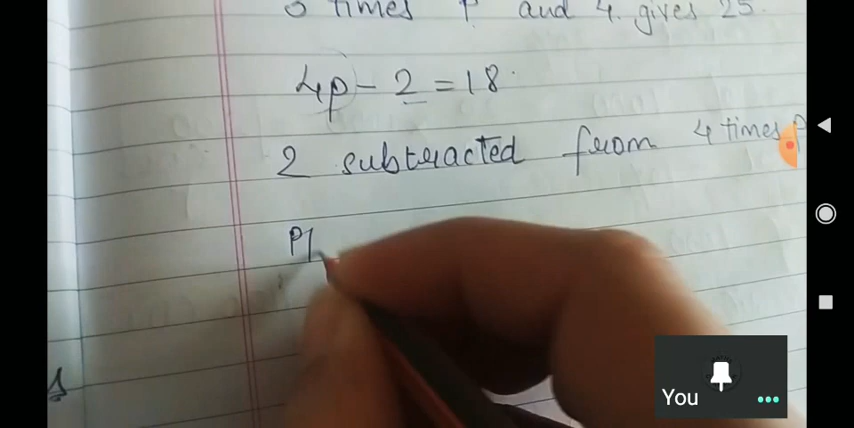 times P and 4. gives 25.
4p - 2 = 18.
2 subtracted from 4 times P
P
You